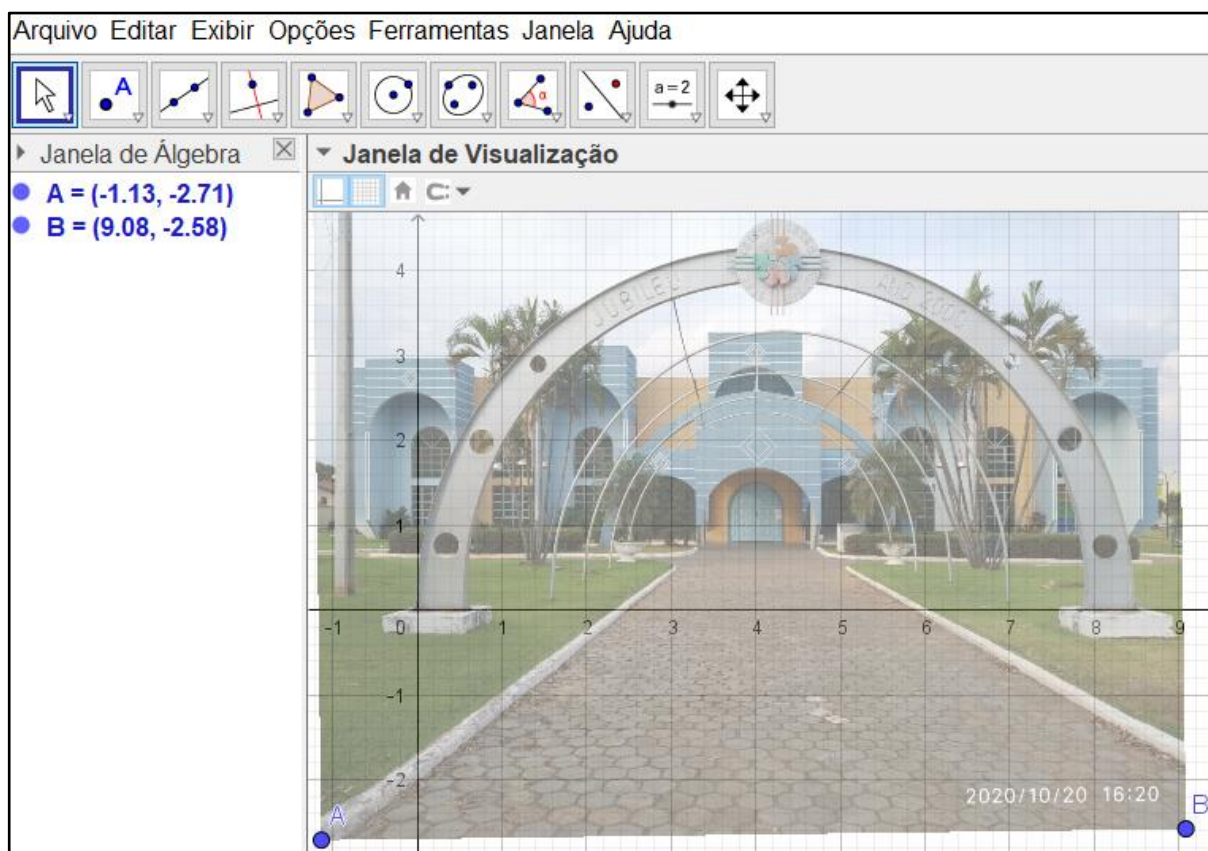 Arquivo Editar Exibir Opções Ferramentas Janela Ajuda
A
α
a=2
Janela de Álgebra
Janela de Visualização
A = (-1.13, -2.71)
B = (9.08, -2.58)
4
3
2
1
-1 0 1 2 3 4 5 6 7 8 9
-1
-2
JUBILEU ANO 2000
2020/10/20 16:20
A
B